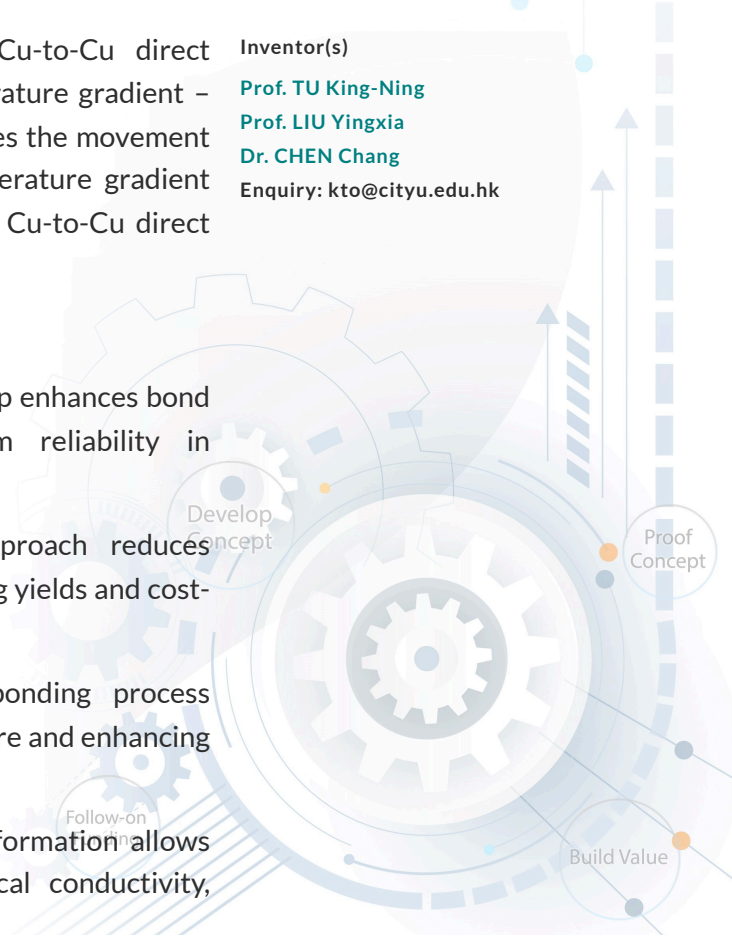 Cu-to-Cu direct
rature gradient –
es the movement
erature gradient
Cu-to-Cu direct
p enhances bond
m reliability in
proach reduces
g yields and cost-
bonding process
re and enhancing
formation allows
cal conductivity,
Inventor(s)
Prof. TU King-Ning
Prof. LIU Yingxia
Dr. CHEN Chang
Enquiry: kto@cityu.edu.hk
Develop
Concept
Proof
Concept
Follow-on
Funding
Build Value